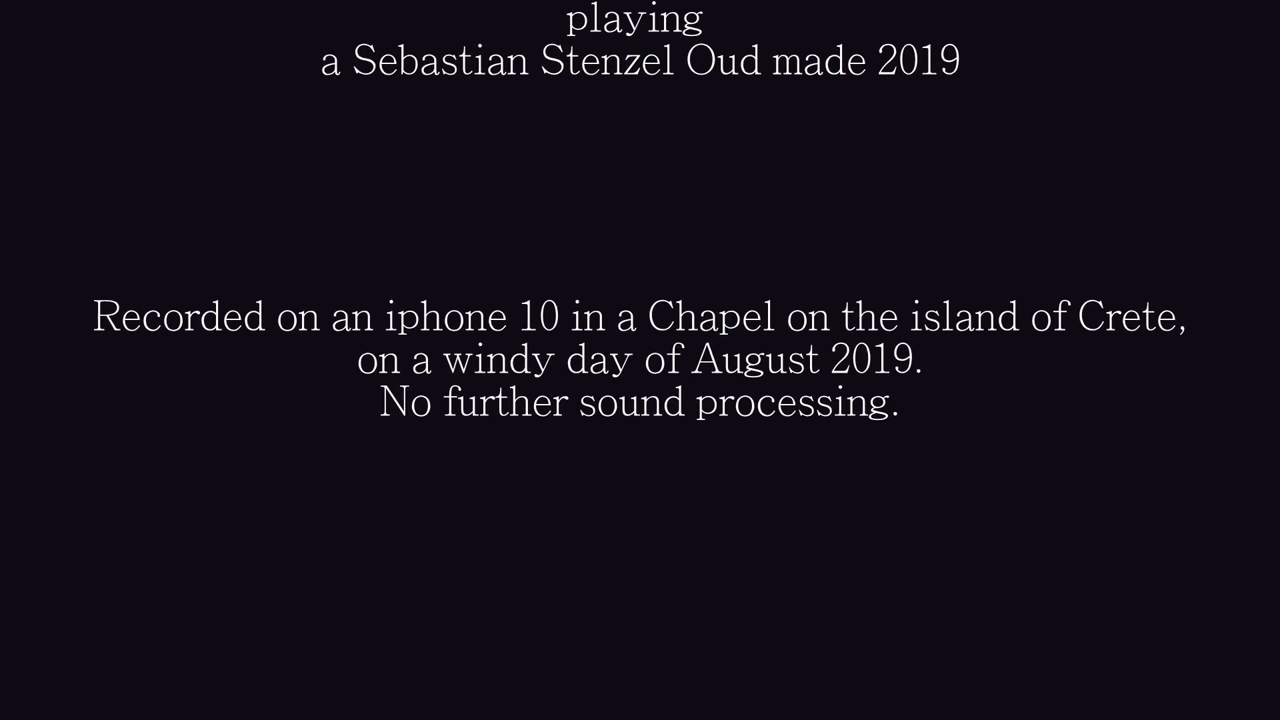 playing
a Sebastian Stenzel Oud made 2019
Recorded on an iphone 10 in a Chapel on the island of Crete,
on a windy day of August 2019.
No further sound processing.